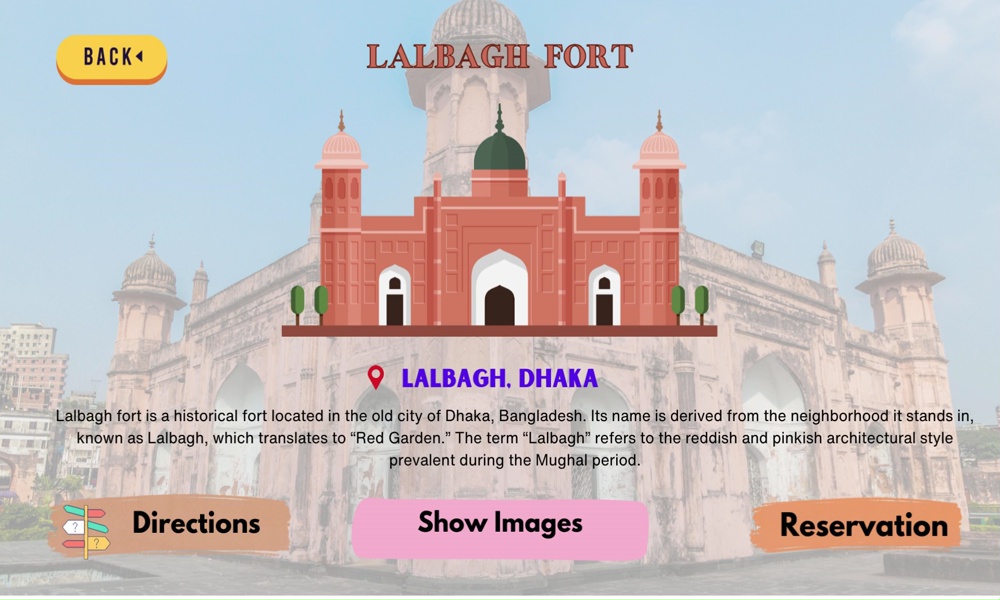 BACK
LALBAGH FORT
LALBAGH, DHAKA
Lalbagh fort is a historical fort located in the old city of Dhaka, Bangladesh. Its name is derived from the neighborhood it stands in,
known as Lalbagh, which translates to “Red Garden.” The term “Lalbagh” refers to the reddish and pinkish architectural style
prevalent during the Mughal period.
? ?
Directions
Show Images
Reservation